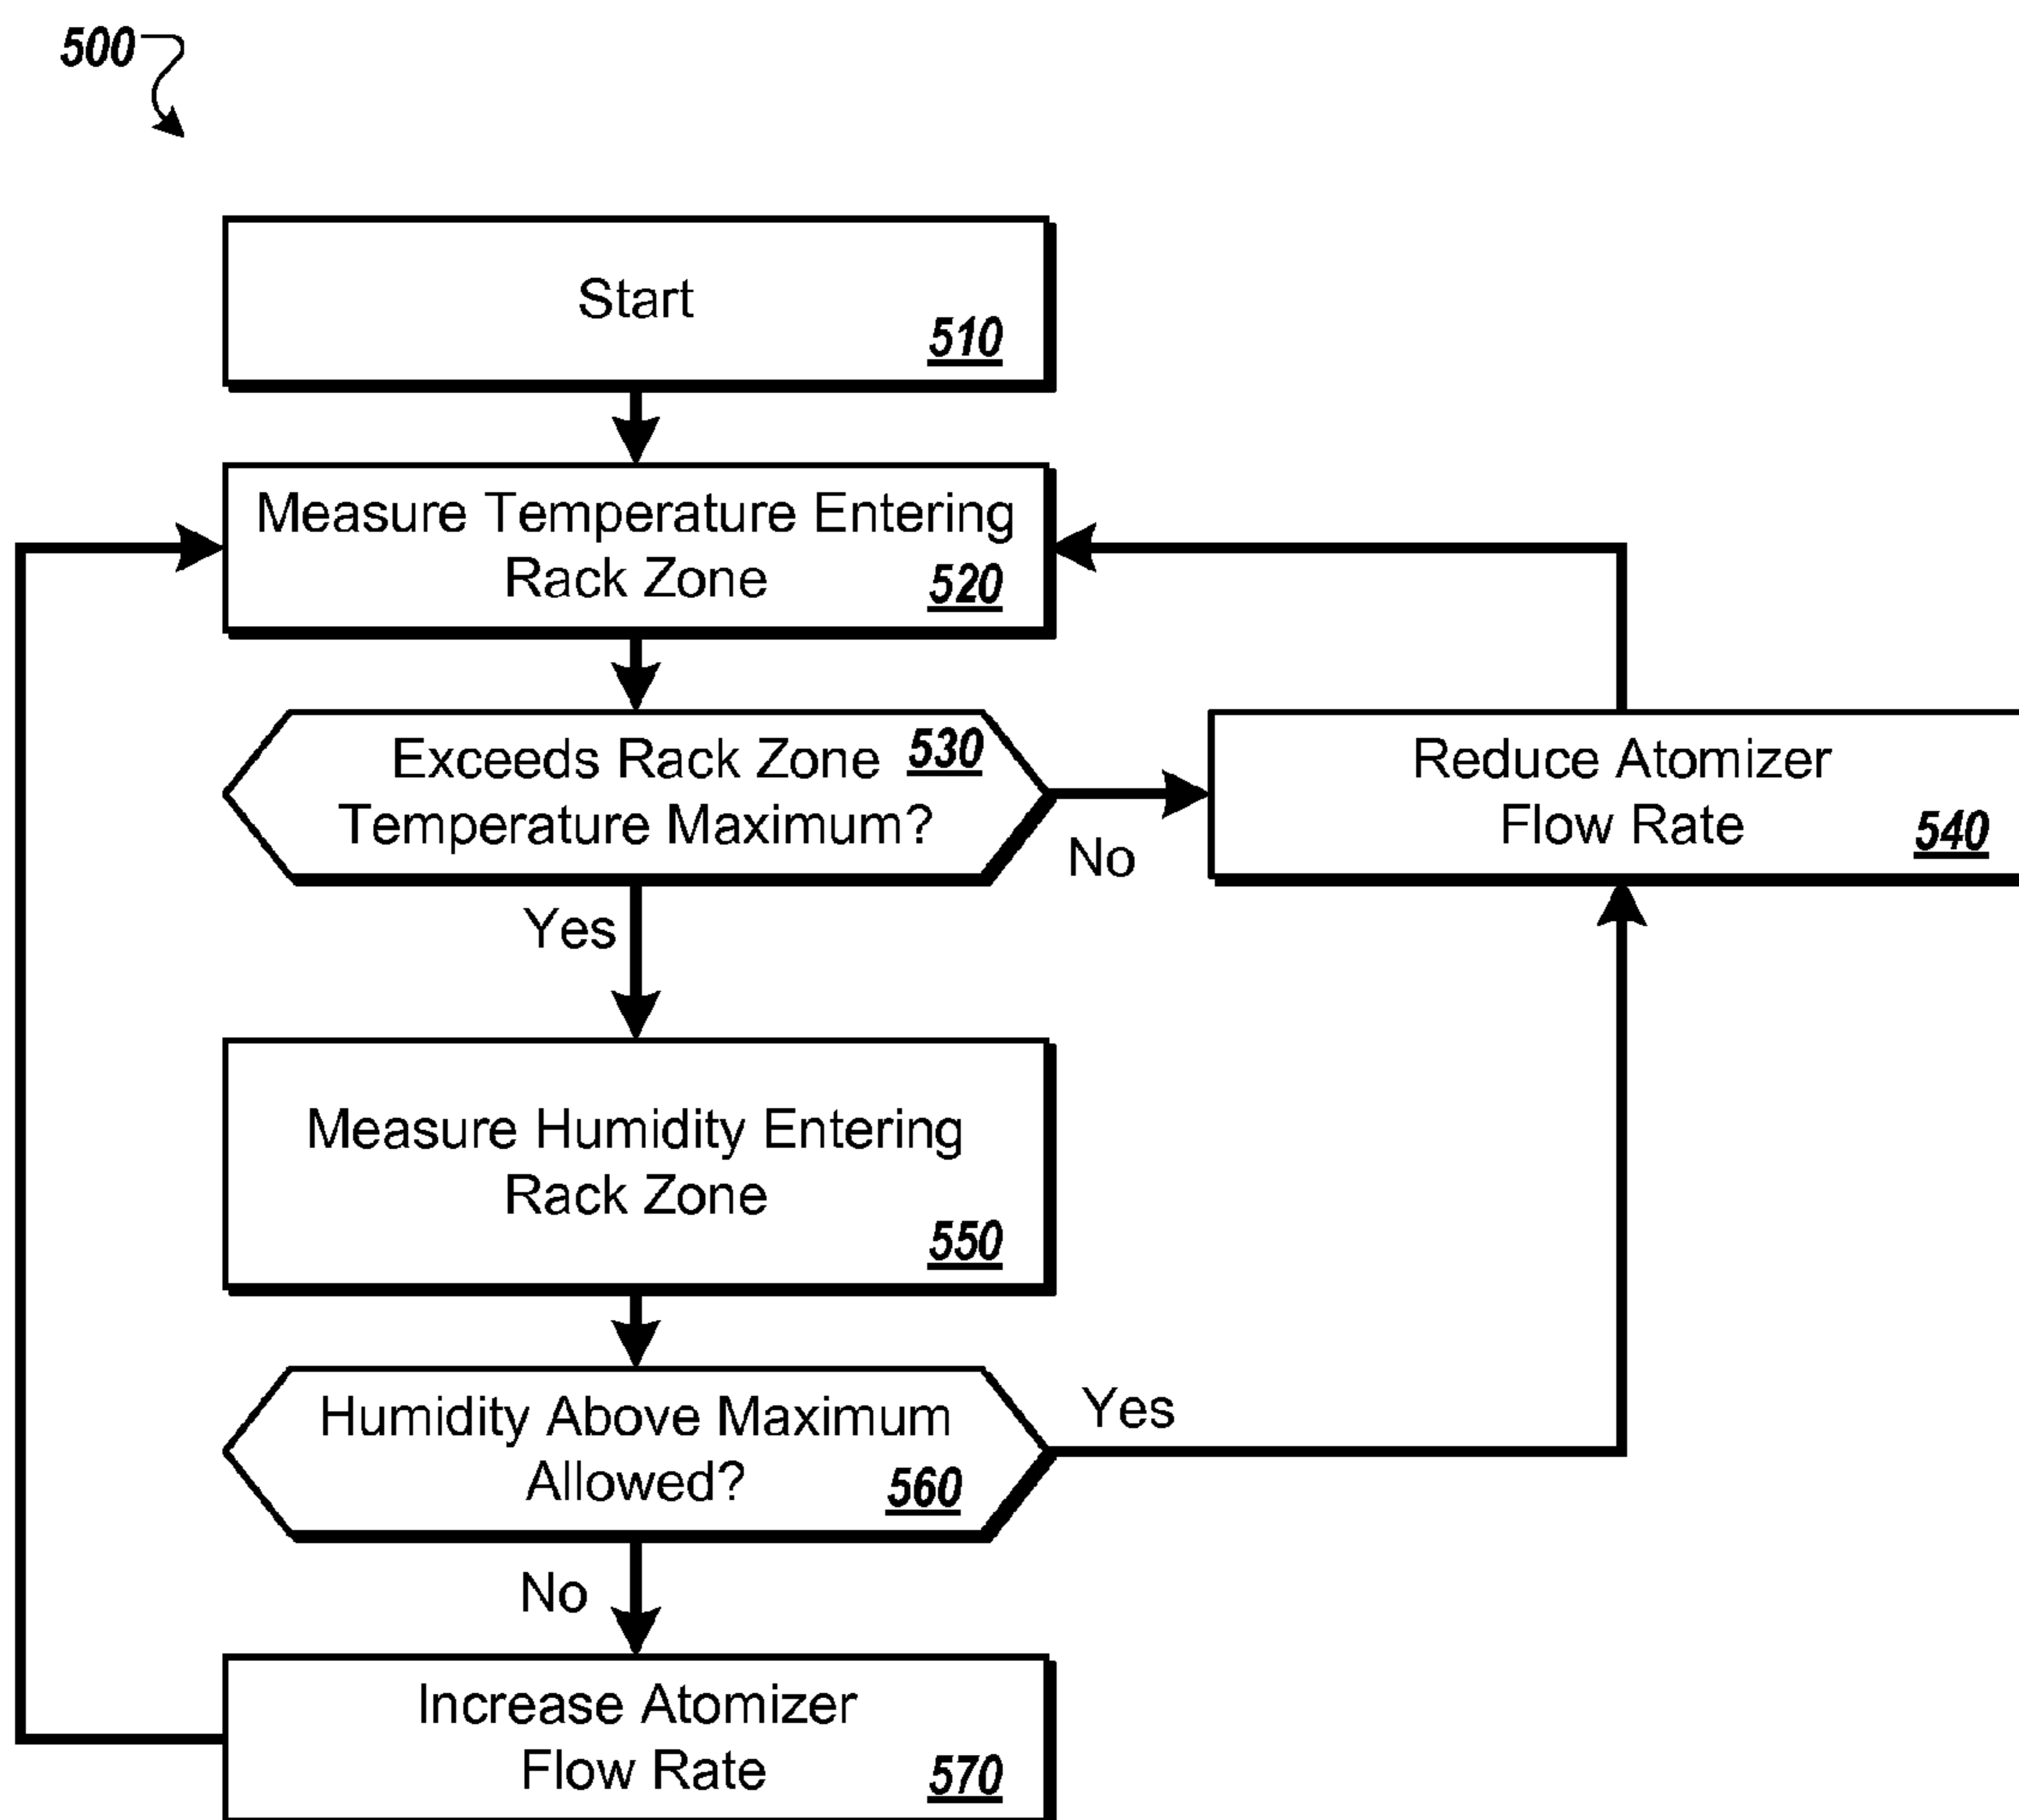 500
Start
510
Measure Temperature Entering
Rack Zone
520
Exceeds Rack Zone
530
Temperature Maximum?
No
Reduce Atomizer
Flow Rate
540
Yes
Measure Humidity Entering
Rack Zone
550
Humidity Above Maximum
Allowed?
560
Yes
No
Increase Atomizer
Flow Rate
570